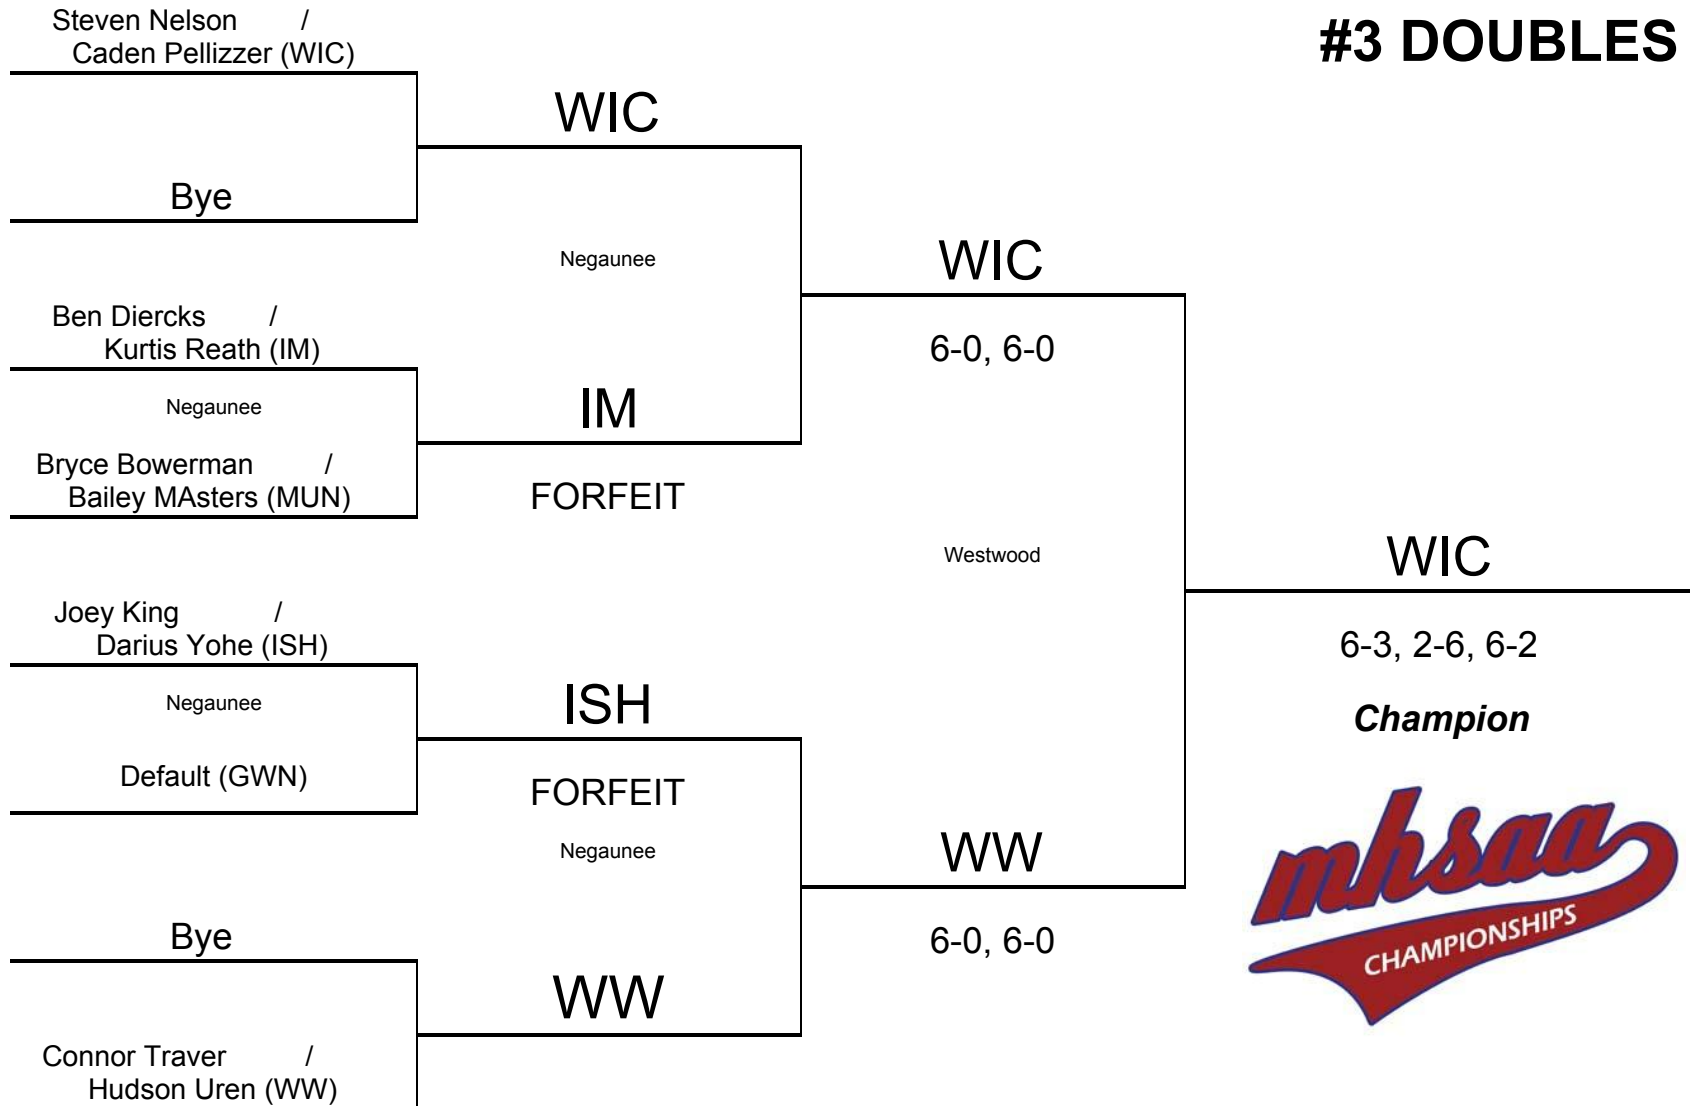 #3 DOUBLES
Steven Nelson /
Caden Pellizzer (WIC)
WIC
Bye
Negaunee
WIC
Ben Diercks /
Kurtis Reath (IM)
6-0, 6-0
Negaunee
IM
Bryce Bowerman /
Bailey MAsters (MUN)
FORFEIT
Westwood
WIC
Joey King /
Darius Yohe (ISH)
6-3, 2-6, 6-2
Negaunee
ISH
Champion
Default (GWN)
FORFEIT
Negaunee
WW
mhsaa
CHAMPIONSHIPS
Bye
6-0, 6-0
WW
Connor Traver /
Hudson Uren (WW)